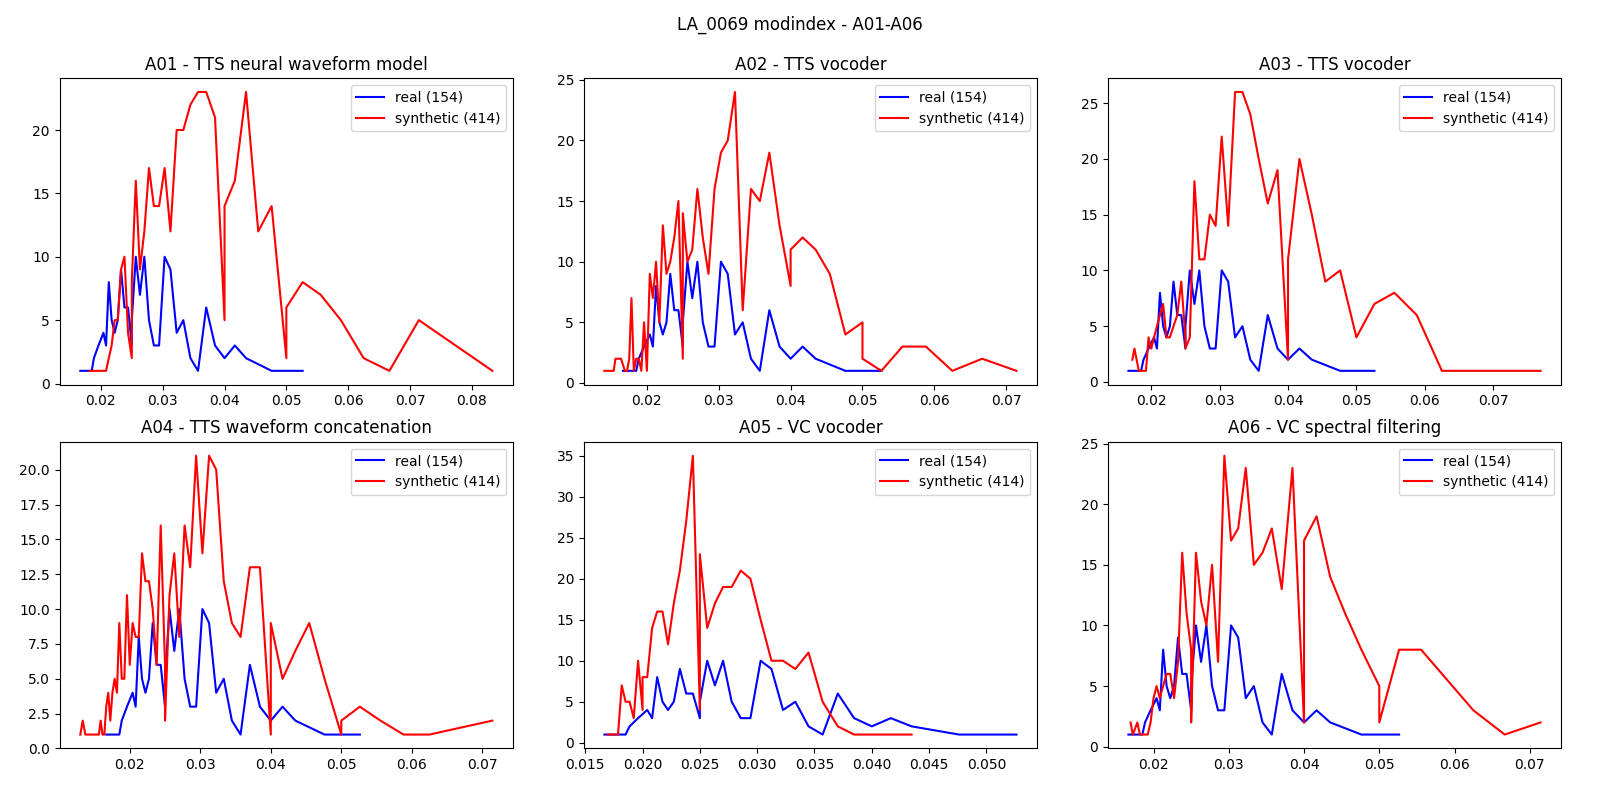 LA_0069 modindex - A01-A06
A01 - TTS neural waveform model
real (154)
synthetic (414)
20
15
10
5
0
0.02 0.03 0.04 0.05 0.06 0.07 0.08
A02 - TTS vocoder
real (154)
synthetic (414)
25
20
15
10
5
0
0.02 0.03 0.04 0.05 0.06 0.07
A03 - TTS vocoder
real (154)
synthetic (414)
25
20
15
10
5
0
0.02 0.03 0.04 0.05 0.06 0.07
A04 - TTS waveform concatenation
real (154)
synthetic (414)
20.0
17.5
15.0
12.5
10.0
7.5
5.0
2.5
0.0
0.02 0.03 0.04 0.05 0.06 0.07
A05 - VC vocoder
real (154)
synthetic (414)
35
30
25
20
15
10
5
0
0.015 0.020 0.025 0.030 0.035 0.040 0.045 0.050
A06 - VC spectral filtering
real (154)
synthetic (414)
25
20
15
10
5
0
0.02 0.03 0.04 0.05 0.06 0.07